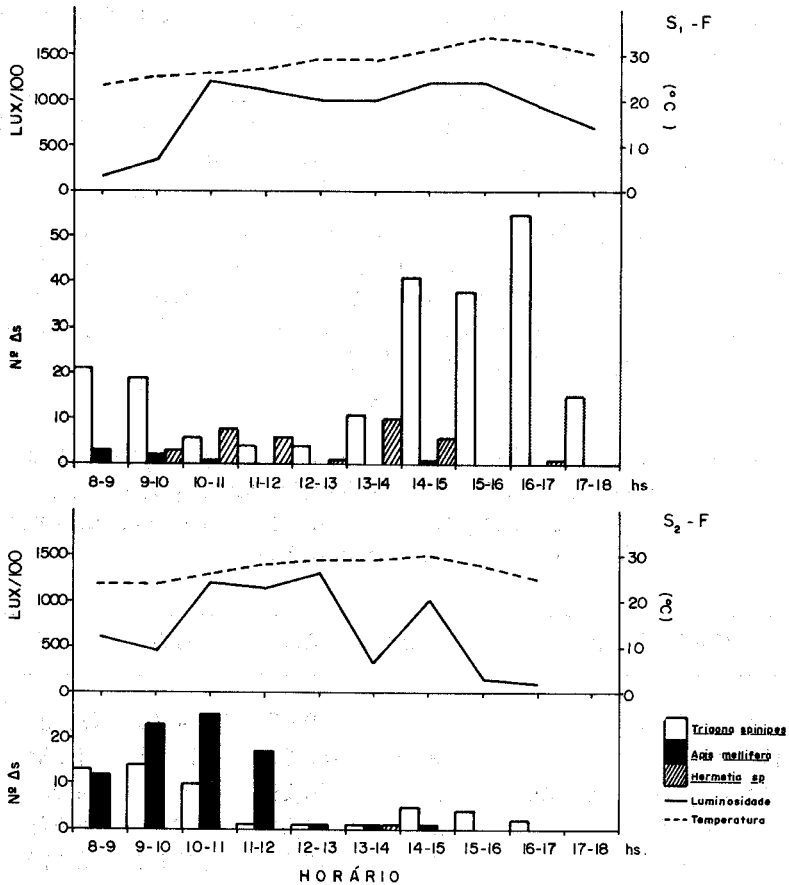 S1 - F
LUX/100
1500
1000
500
0
30
20
10
0
(°C)
Nº Δs
50
40
30
20
10
0
8-9 9-10 10-11 11-12 12-13 13-14 14-15 15-16 16-17 17-18 hs.
S2 - F
LUX/100
1500
1000
500
0
30
20
10
0
(°C)
Nº Δs
20
10
0
8-9 9-10 10-11 11-12 12-13 13-14 14-15 15-16 16-17 17-18 hs.
HORÁRIO
Trigona spinipes
Apis mellifera
Hermetia sp
Luminosidade
Temperatura